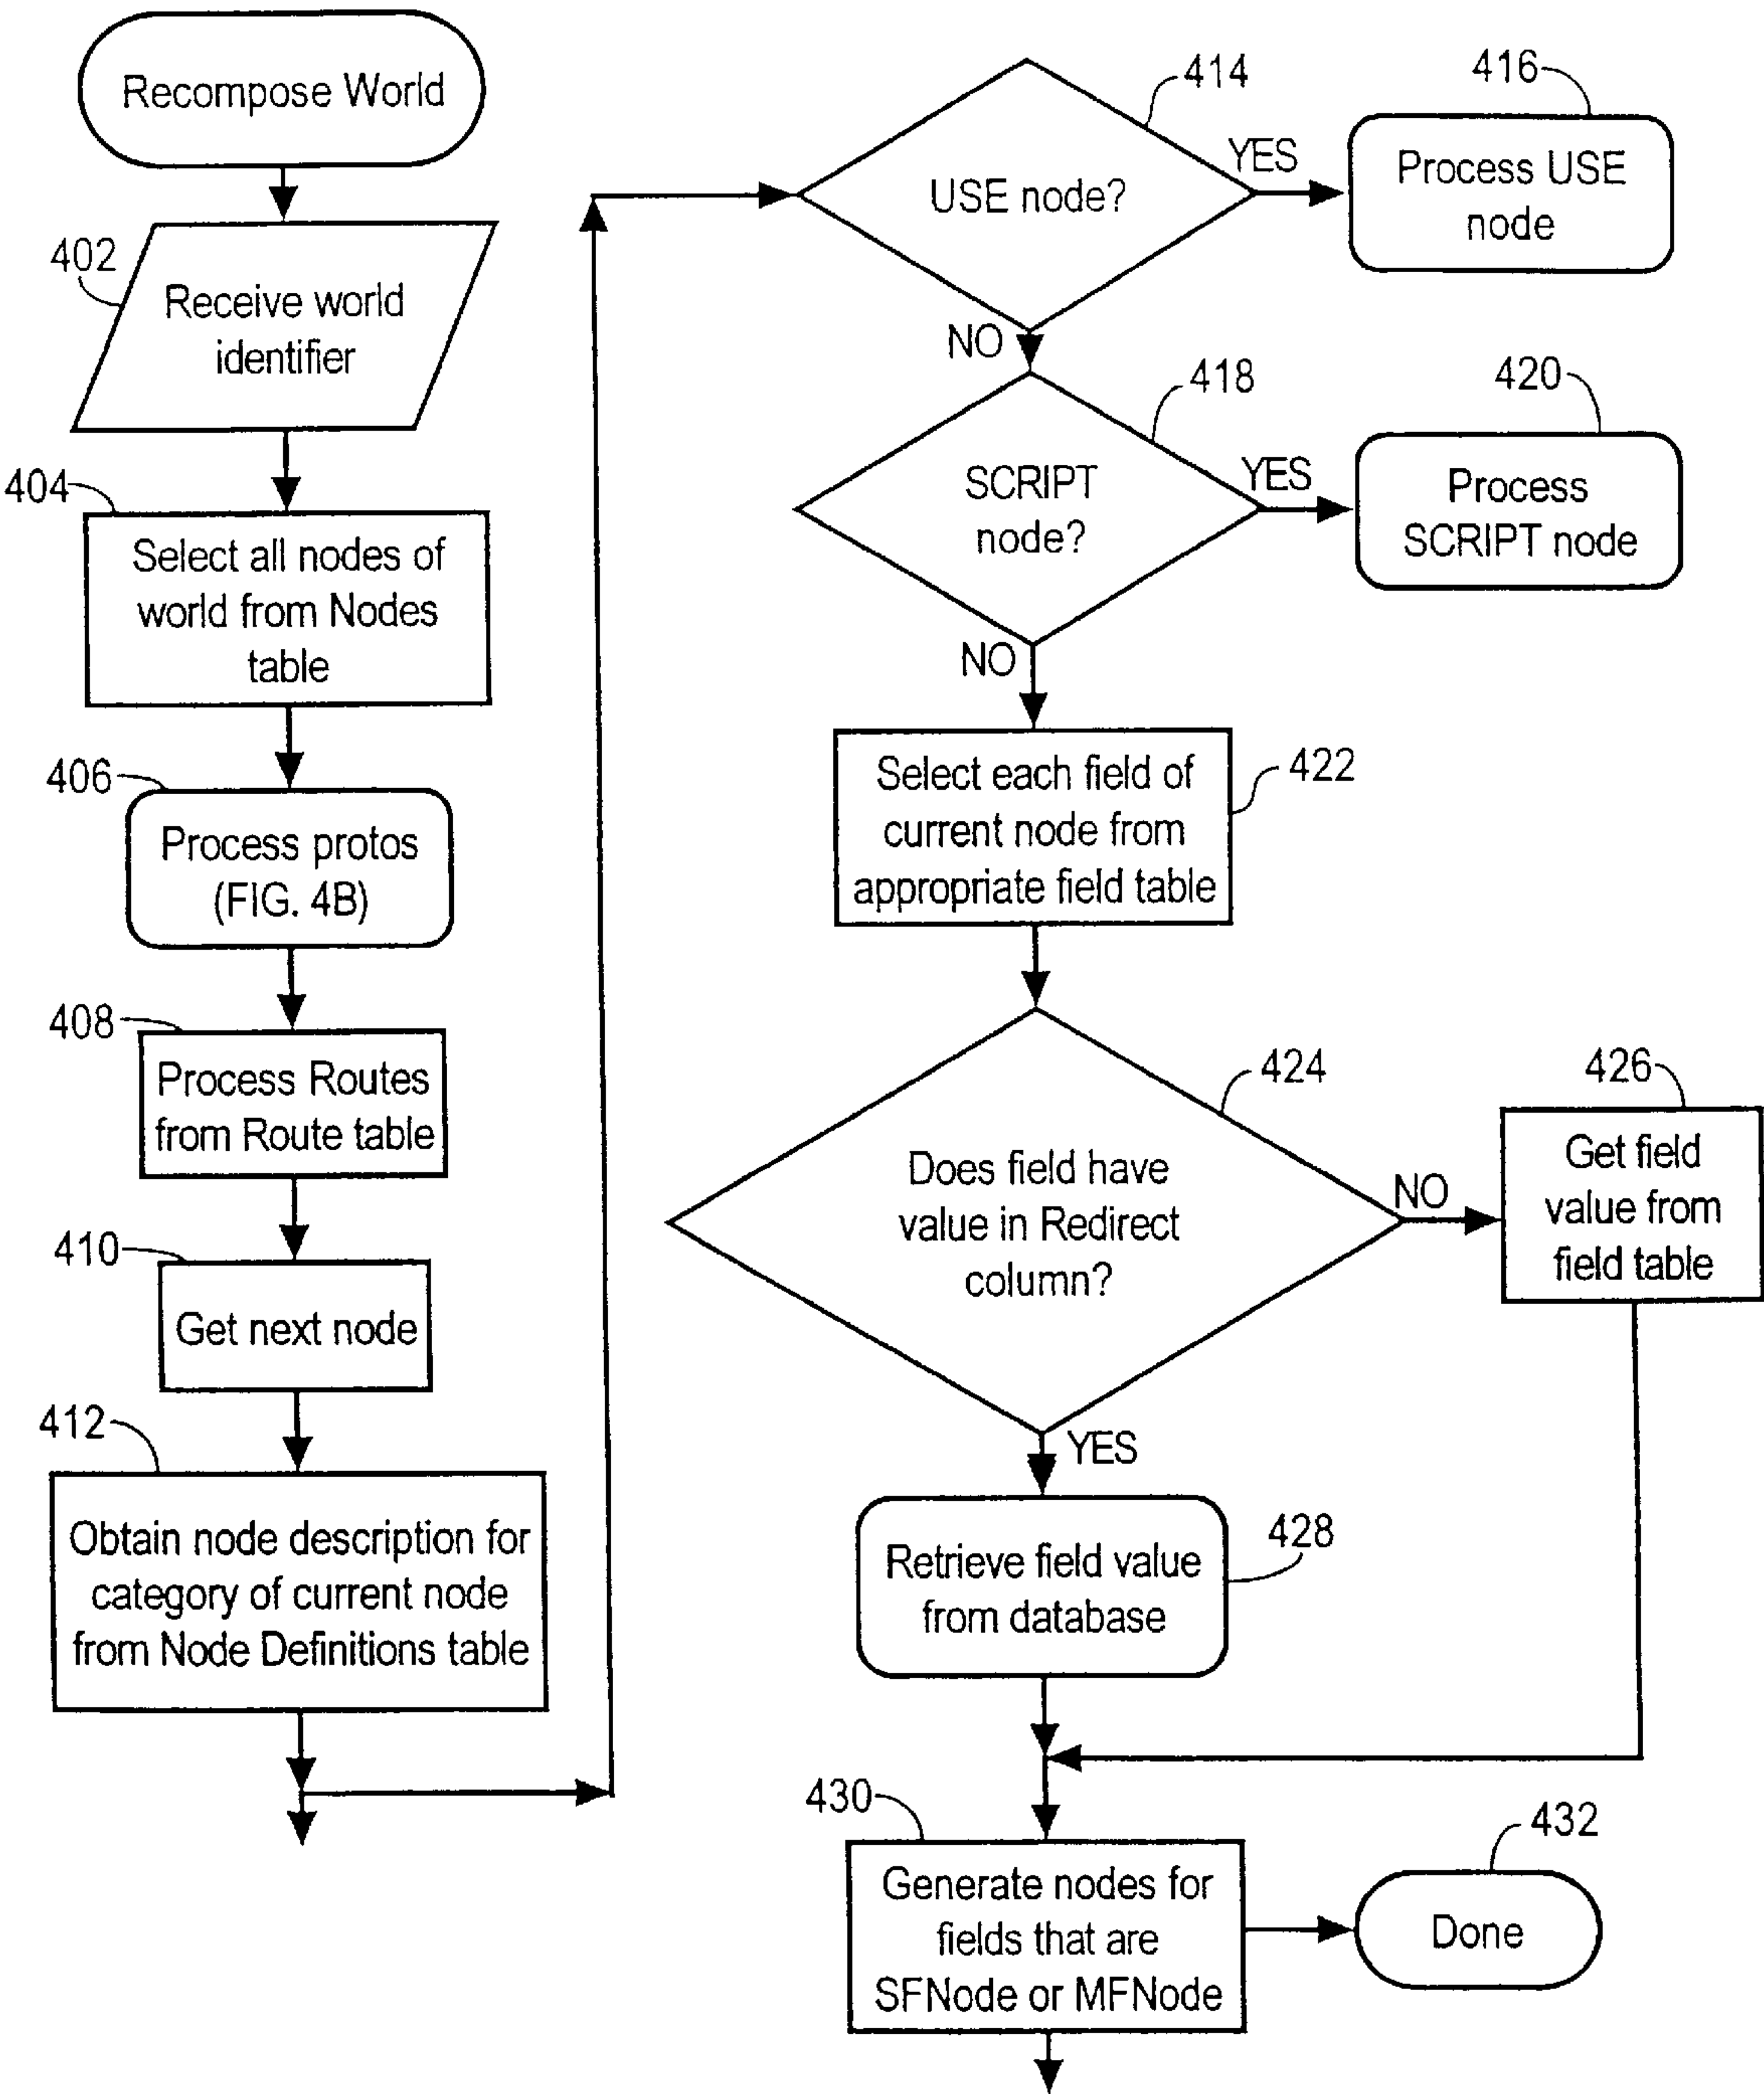 Recompose World
402
Receive world
identifier
404
Select all nodes of
world from Nodes
table
406
Process protos
(FIG. 4B)
408
Process Routes
from Route table
410
Get next node
412
Obtain node description for
category of current node
from Node Definitions table
414
USE node?
YES
416
Process USE
node
NO
418
SCRIPT
node?
YES
420
Process
SCRIPT node
NO
422
Select each field of
current node from
appropriate field table
424
Does field have
value in Redirect
column?
NO
426
Get field
value from
field table
YES
428
Retrieve field value
from database
430
Generate nodes for
fields that are
SFNode or MFNode
432
Done